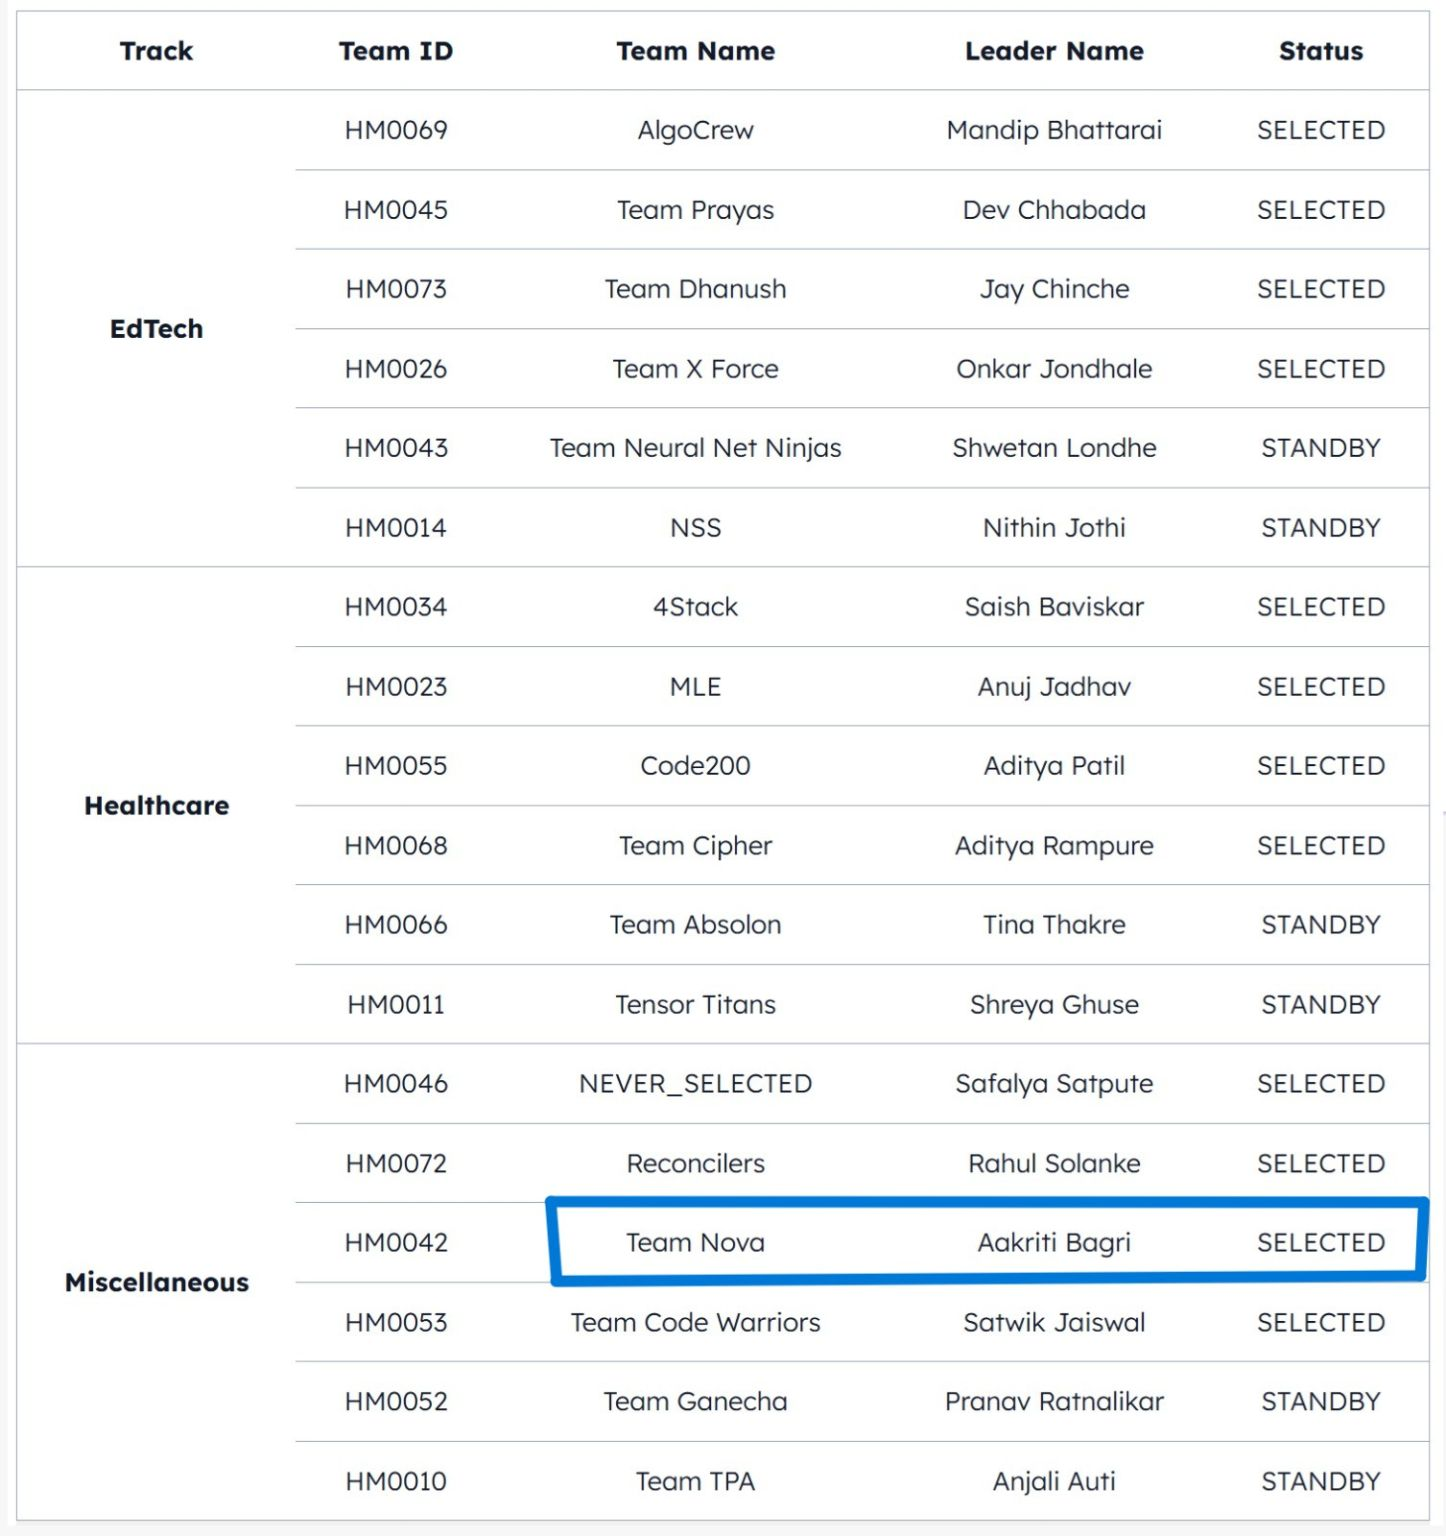 Track Team ID Team Name Leader Name Status
HM0069 AlgoCrew Mandip Bhattarai SELECTED
HM0045 Team Prayas Dev Chhabada SELECTED
HM0073 Team Dhanush Jay Chinche SELECTED
EdTech
HM0026 Team X Force Onkar Jondhale SELECTED
HM0043 Team Neural Net Ninjas Shwetan Londhe STANDBY
HM0014 NSS Nithin Jothi STANDBY
HM0034 4Stack Saish Baviskar SELECTED
HM0023 MLE Anuj Jadhav SELECTED
HM0055 Code200 Aditya Patil SELECTED
Healthcare
HM0068 Team Cipher Aditya Rampure SELECTED
HM0066 Team Absolon Tina Thakre STANDBY
HM0011 Tensor Titans Shreya Ghuse STANDBY
HM0046 NEVER_SELECTED Safalya Satpute SELECTED
HM0072 Reconcilers Rahul Solanke SELECTED
HM0042 Team Nova Aakriti Bagri SELECTED
Miscellaneous
HM0053 Team Code Warriors Satwik Jaiswal SELECTED
HM0052 Team Ganecha Pranav Ratnalikar STANDBY
HM0010 Team TPA Anjali Auti STANDBY